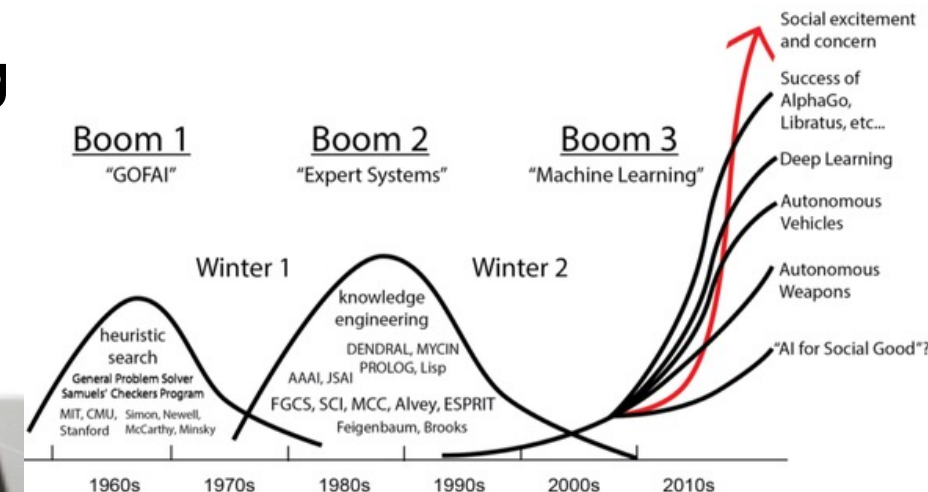 Boom 1
"GOFAI"
Boom 2
"Expert Systems"
Boom 3
"Machine Learning"
Winter 1
Winter 2
heuristic
search
General Problem Solver
Samuels' Checkers Program
MIT, CMU,
Stanford
Simon, Newell,
McCarthy, Minsky
knowledge
engineering
DENDRAL, MYCIN
PROLOG, Lisp
AAAI, JSAI
FGCS, SCI, MCC, Alvey, ESPRIT
Feigenbaum, Brooks
Social excitement
and concern
Success of
AlphaGo,
Libratus, etc...
Deep Learning
Autonomous
Vehicles
Autonomous
Weapons
"AI for Social Good"?
1960s 1970s 1980s 1990s 2000s 2010s